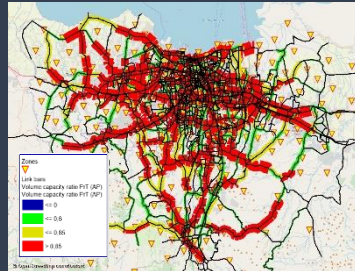 Zones
Link bars
Volume capacity ratio PrT (AP)
Volume capacity ratio PrT (AP)
<= 0
<= 0,6
<= 0,85
> 0,85